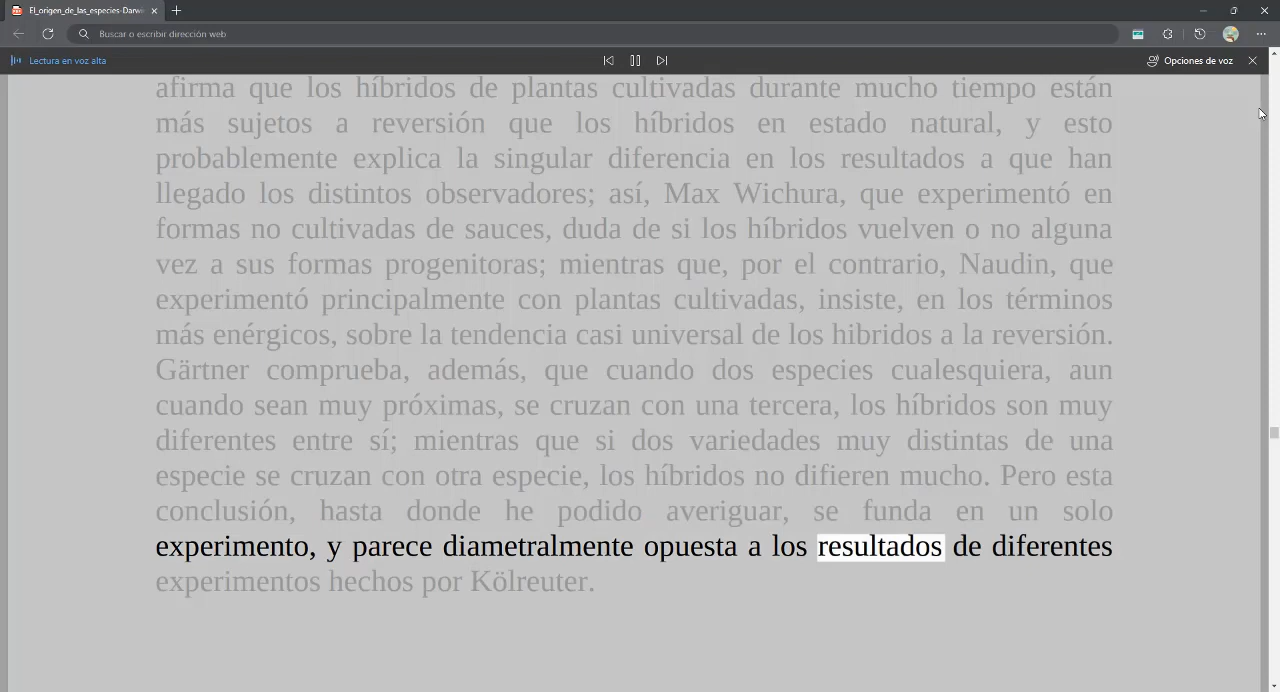 El_origen_de_las_especies-Darwi
Buscar o escribir dirección web
Lectura en voz alta
Opciones de voz
afirma que los híbridos de plantas cultivadas durante mucho tiempo están
más sujetos a reversión que los híbridos en estado natural, y esto
probablemente explica la singular diferencia en los resultados a que han
llegado los distintos observadores; así, Max Wichura, que experimentó en
formas no cultivadas de sauces, duda de si los híbridos vuelven o no alguna
vez a sus formas progenitoras; mientras que, por el contrario, Naudin, que
experimentó principalmente con plantas cultivadas, insiste, en los términos
más enérgicos, sobre la tendencia casi universal de los hibridos a la reversión.
Gärtner comprueba, además, que cuando dos especies cualesquiera, aun
cuando sean muy próximas, se cruzan con una tercera, los híbridos son muy
diferentes entre sí; mientras que si dos variedades muy distintas de una
especie se cruzan con otra especie, los híbridos no difieren mucho. Pero esta
conclusión, hasta donde he podido averiguar, se funda en un solo
experimento, y parece diametralmente opuesta a los resultados de diferentes
experimentos hechos por Kölreuter.